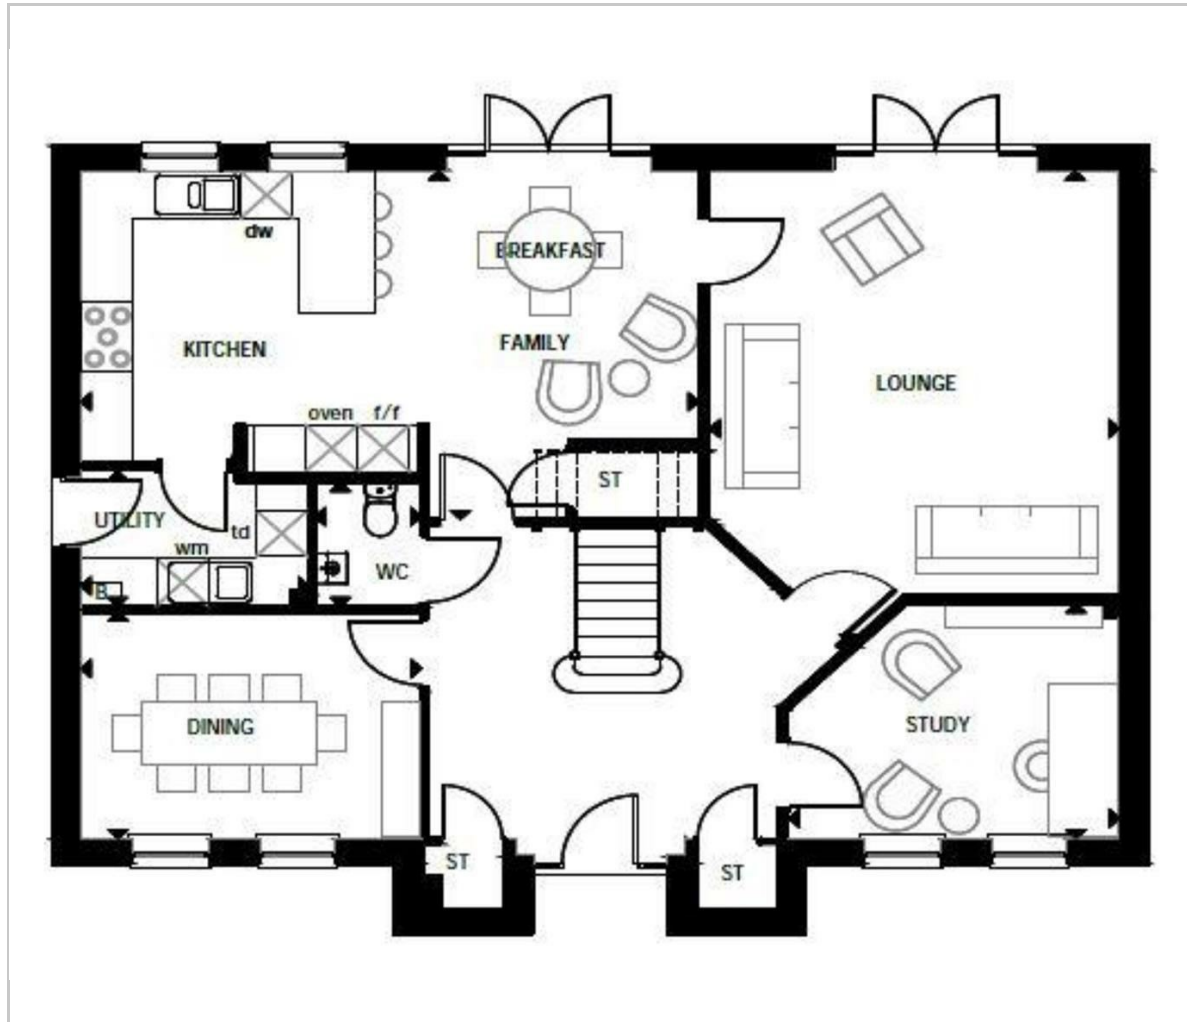 dw
BREAKFAST
KITCHEN
FAMILY
LOUNGE
oven f/f
ST
UTILITY
td
wm
WC
B
DINING
STUDY
ST
ST